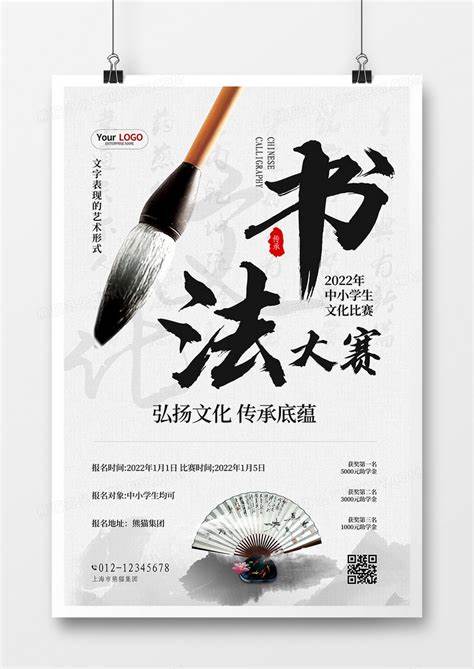 Your LOGO
ENTERPRISE NAME
文字表现的艺术形式
CHINESE
CALLIGRAPHY
书法大赛
传承
2022年
中小学生
文化比赛
弘扬文化 传承底蕴
报名时间:2022年1月1日 比赛时间;2022年1月5日
报名对象:中小学生均可
报名地址：熊猫集团
获奖第一名
5000元助学金
获奖第二名
3000元助学金
获奖第三名
1000元助学金
012-12345678
上海市熊猫集团